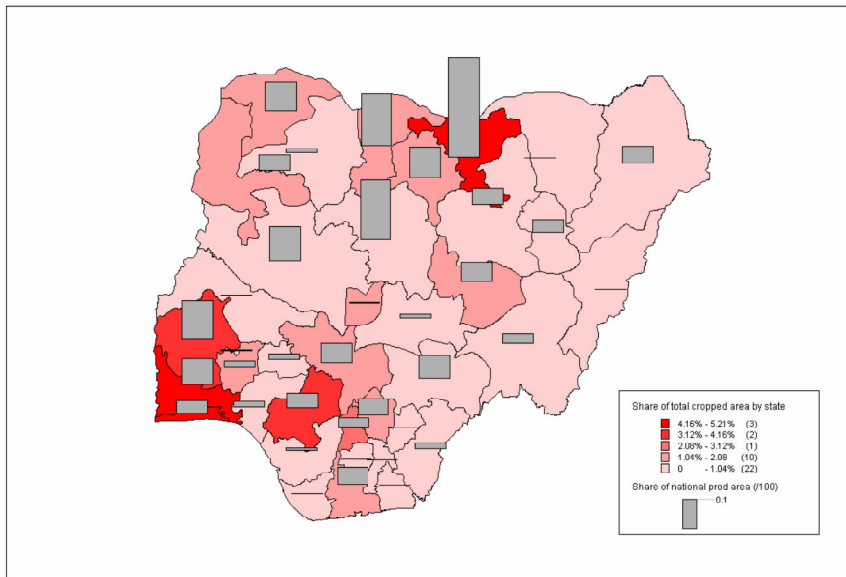 Share of total cropped area by state
4.16% - 5.21% (3)
3.12% - 4.16% (2)
2.08% - 3.12% (1)
1.04% - 2.08 (10)
0 - 1.04% (22)
Share of national prod area (/100)
0.1